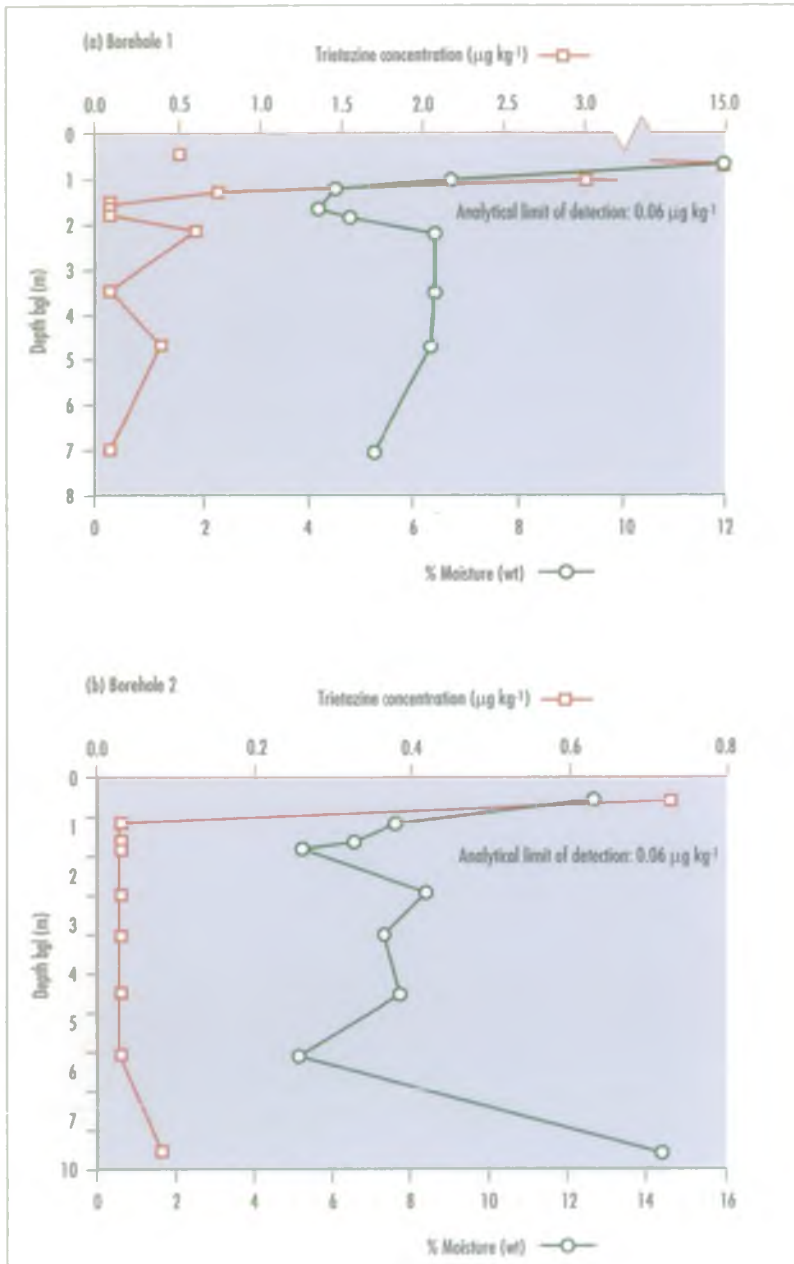 (a) Borehole 1
Trietazine concentration (µg kg⁻¹)
0.0 0.5 1.0 1.5 2.0 2.5 3.0 15.0
0
1
2
3
4
5
6
7
8
Depth bgl (m)
Analytical limit of detection: 0.06 µg kg⁻¹
0 2 4 6 8 10 12
% Moisture (wt)
(b) Borehole 2
Trietazine concentration (µg kg⁻¹)
0.0 0.2 0.4 0.6 0.8
0
1
2
3
4
5
6
7
10
Depth bgl (m)
Analytical limit of detection: 0.06 µg kg⁻¹
0 2 4 6 8 10 12 14 16
% Moisture (wt)